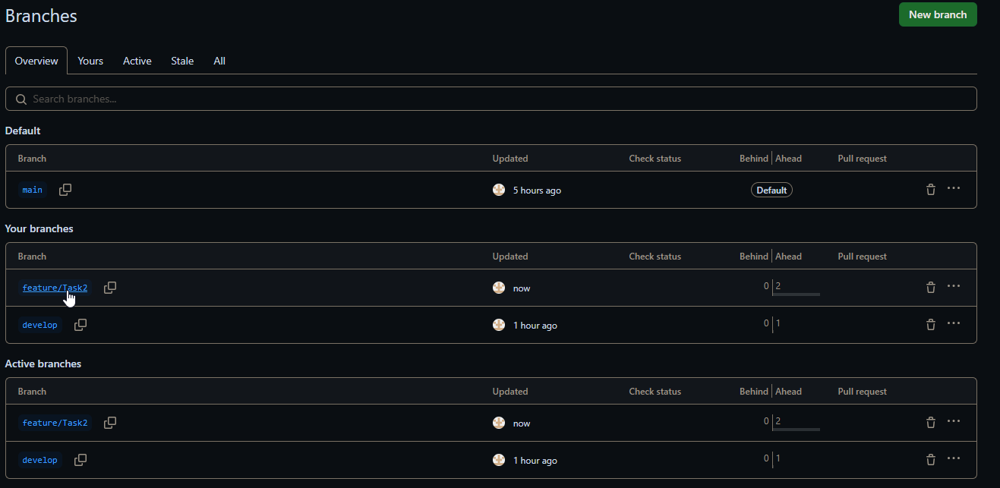 Branches
New branch
Overview Yours Active Stale All
Search branches...
Default
Branch Updated Check status Behind Ahead Pull request
main 5 hours ago Default
Your branches
Branch Updated Check status Behind Ahead Pull request
feature/Task2 now 0 2
develop 1 hour ago 0 1
Active branches
Branch Updated Check status Behind Ahead Pull request
feature/Task2 now 0 2
develop 1 hour ago 0 1